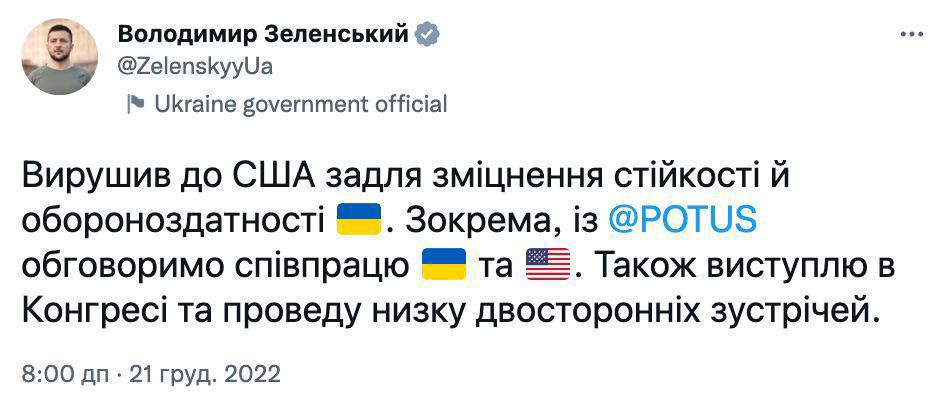 Володимир Зеленський
@ZelenskyyUa
Ukraine government official
Вирушив до США задля зміцнення стійкості й
обороноздатності 🇺🇦. Зокрема, із @POTUS
обговоримо співпрацю 🇺🇦 та 🇺🇸. Також виступлю в
Конгресі та проведу низку двосторонніх зустрічей.
8:00 дп · 21 груд. 2022